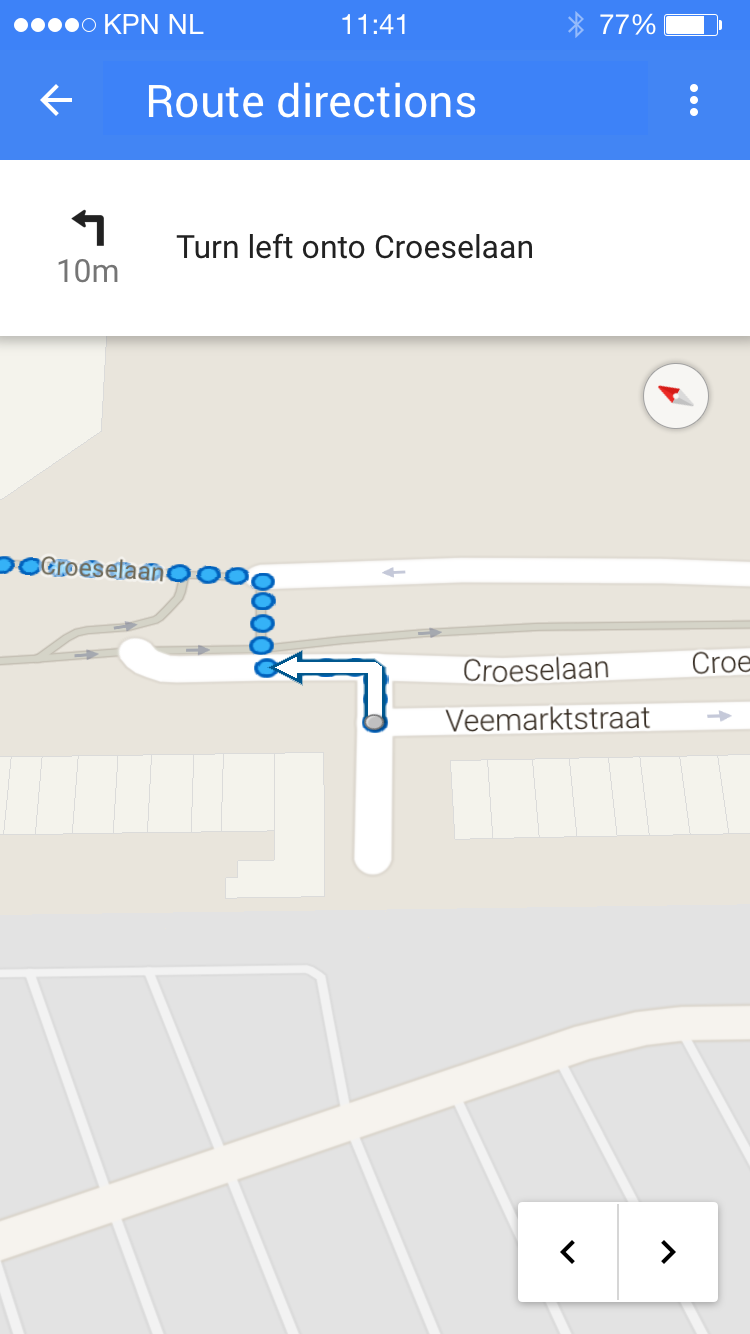 KPN NL 11:41 77%
Route directions
10m
Turn left onto Croeselaan
Croeselaan
Croeselaan
Croe
Veemarktstraat